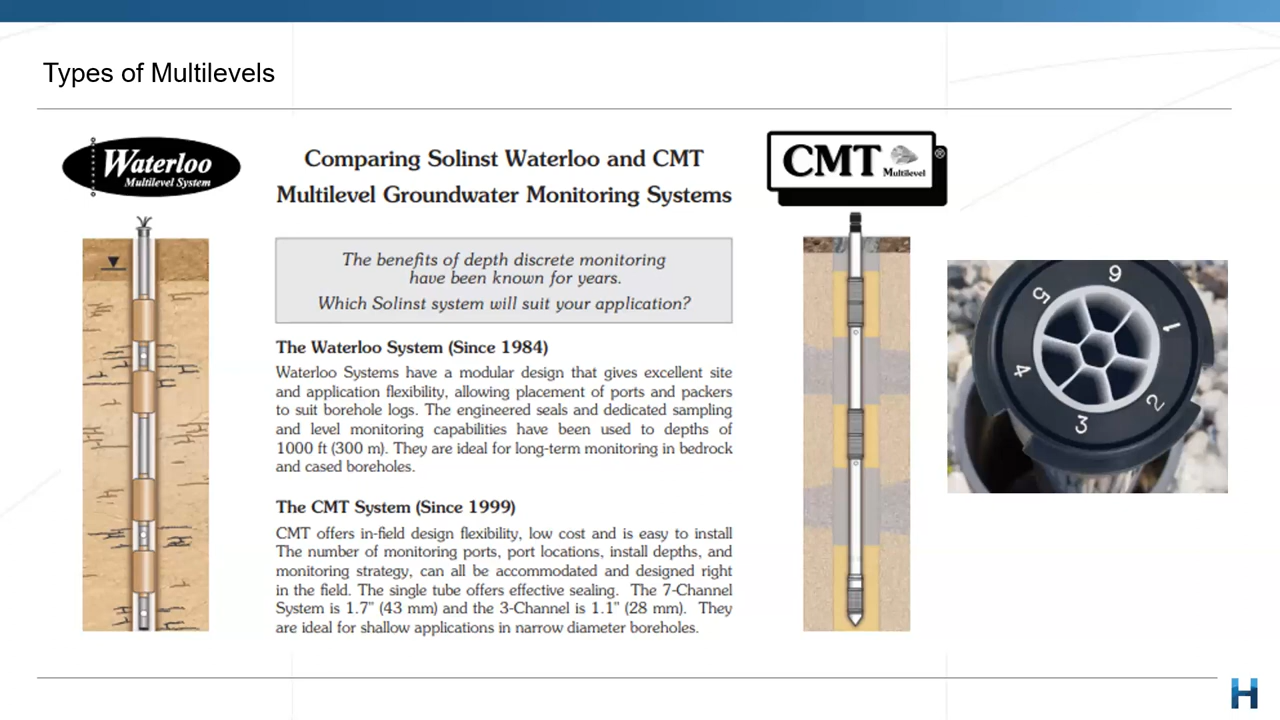 Types of Multilevels
Waterloo
Multilevel System
Comparing Solinst Waterloo and CMT
Multilevel Groundwater Monitoring Systems
CMT
Multilevel
®
The benefits of depth discrete monitoring
have been known for years.
Which Solinst system will suit your application?
The Waterloo System (Since 1984)
Waterloo Systems have a modular design that gives excellent site
and application flexibility, allowing placement of ports and packers
to suit borehole logs. The engineered seals and dedicated sampling
and level monitoring capabilities have been used to depths of
1000 ft (300 m). They are ideal for long-term monitoring in bedrock
and cased boreholes.
The CMT System (Since 1999)
CMT offers in-field design flexibility, low cost and is easy to install
The number of monitoring ports, port locations, install depths, and
monitoring strategy, can all be accommodated and designed right
in the field. The single tube offers effective sealing. The 7-Channel
System is 1.7" (43 mm) and the 3-Channel is 1.1" (28 mm). They
are ideal for shallow applications in narrow diameter boreholes.
6
5
1
4
2
3
H